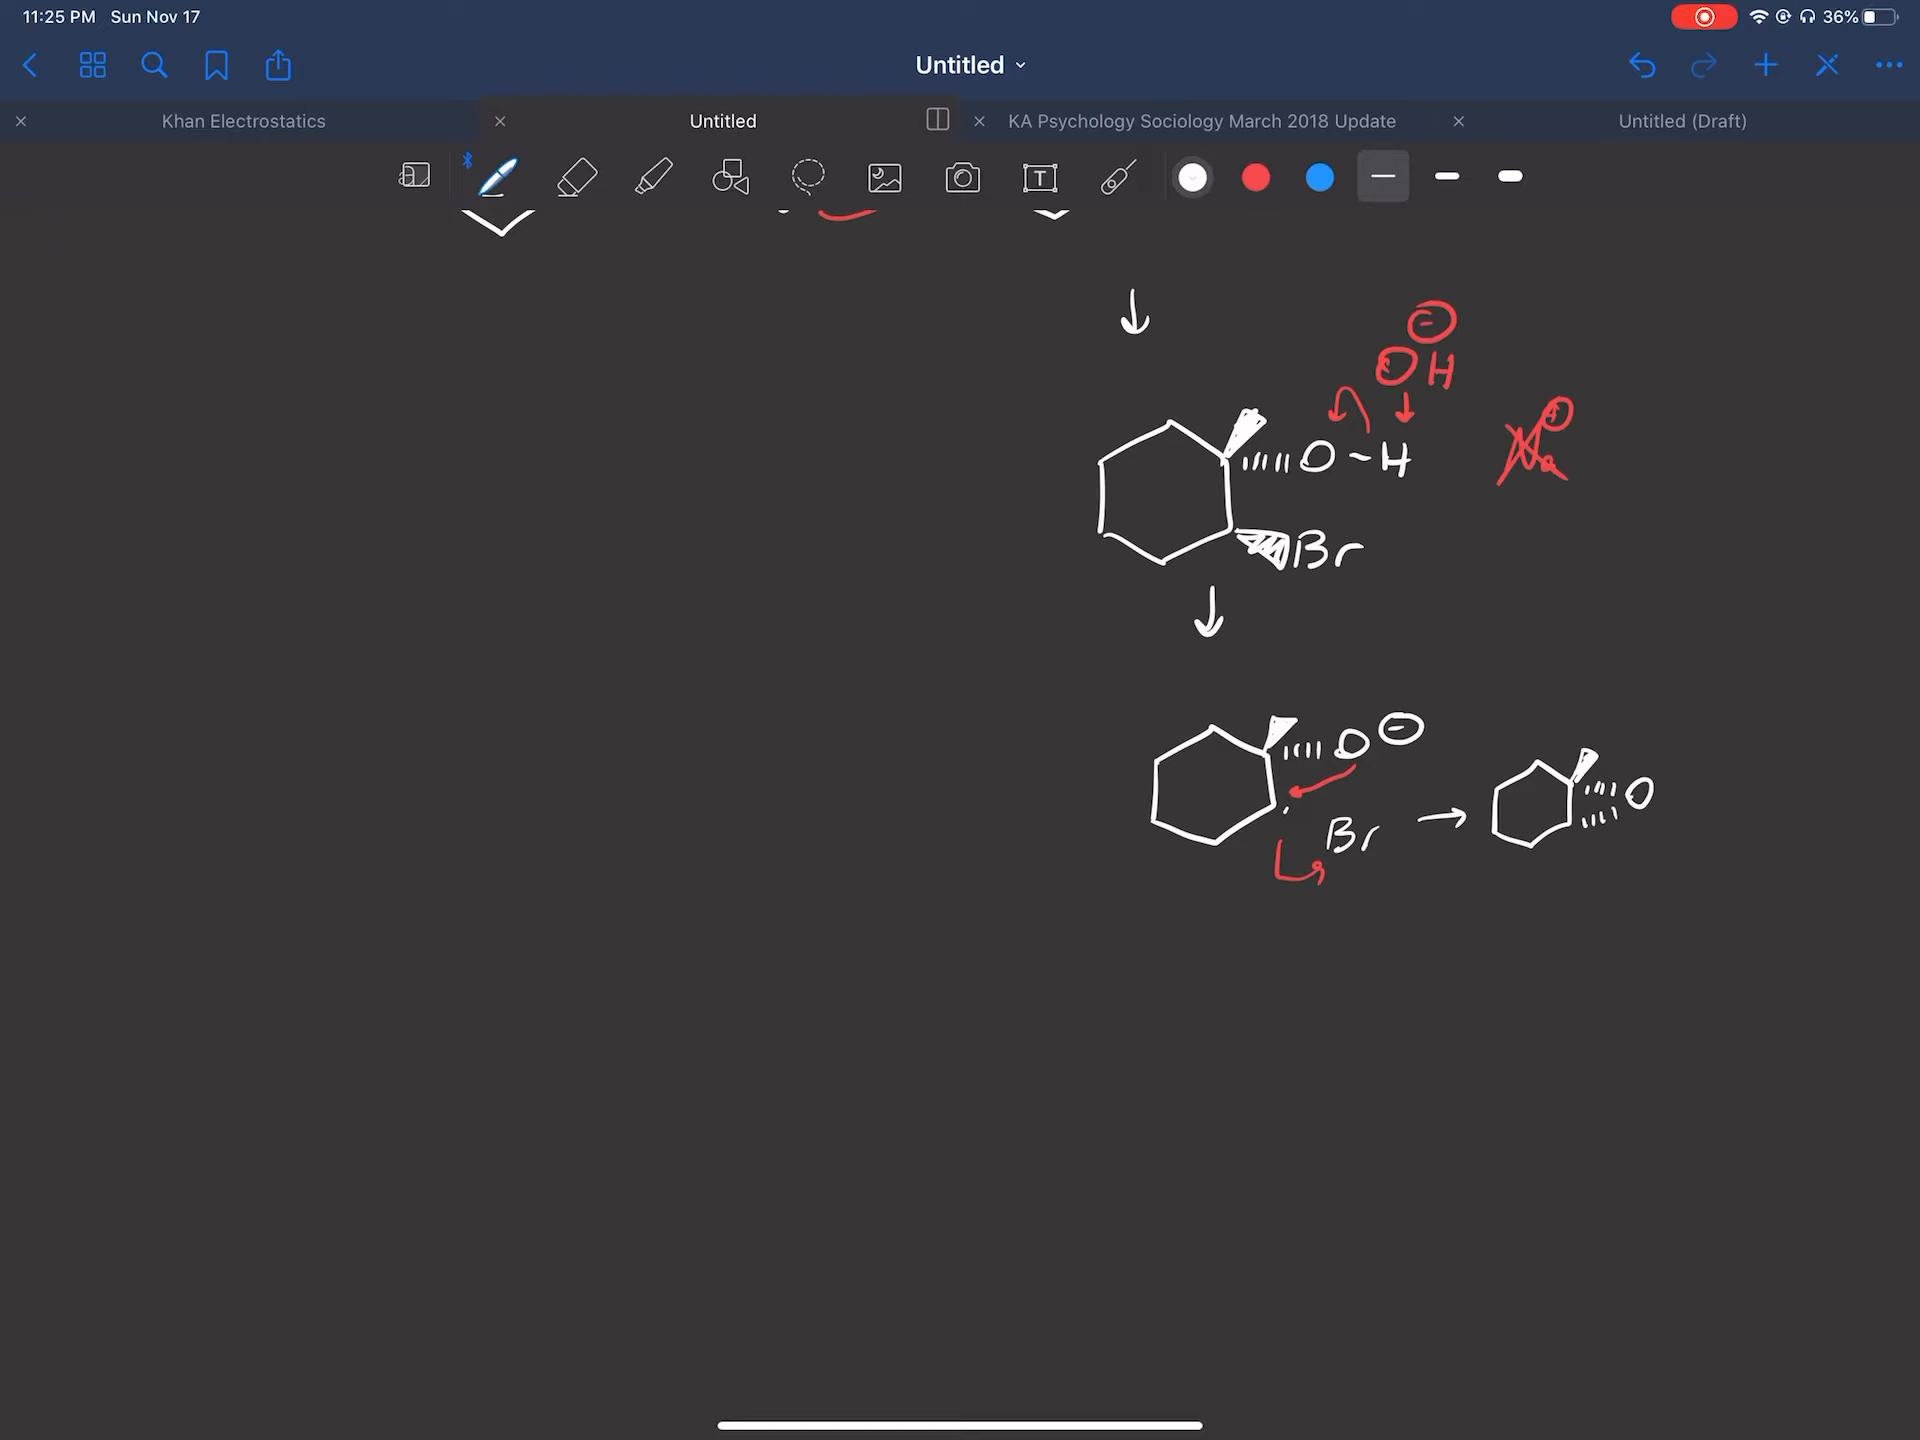 11:25 PM Sun Nov 17
36%
Untitled
Khan Electrostatics
Untitled
KA Psychology Sociology March 2018 Update
Untitled (Draft)
T
OH
O-H
Br
O
Br
O